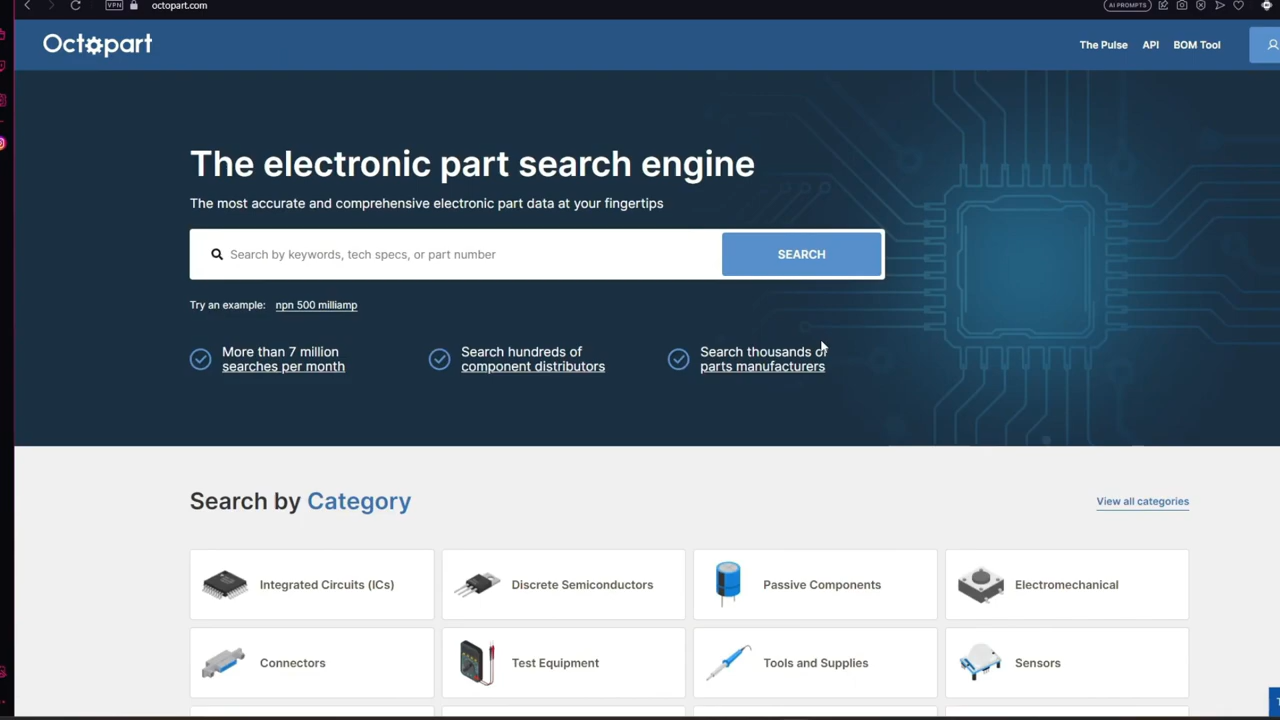 VPN
octopart.com
AI PROMPTS
Octopart
The Pulse
API
BOM Tool
The electronic part search engine
The most accurate and comprehensive electronic part data at your fingertips
Search by keywords, tech specs, or part number
SEARCH
Try an example: npn 500 milliamp
More than 7 million
searches per month
Search hundreds of
component distributors
Search thousands of
parts manufacturers
Search by Category
View all categories
Integrated Circuits (ICs)
Discrete Semiconductors
Passive Components
Electromechanical
Connectors
Test Equipment
Tools and Supplies
Sensors